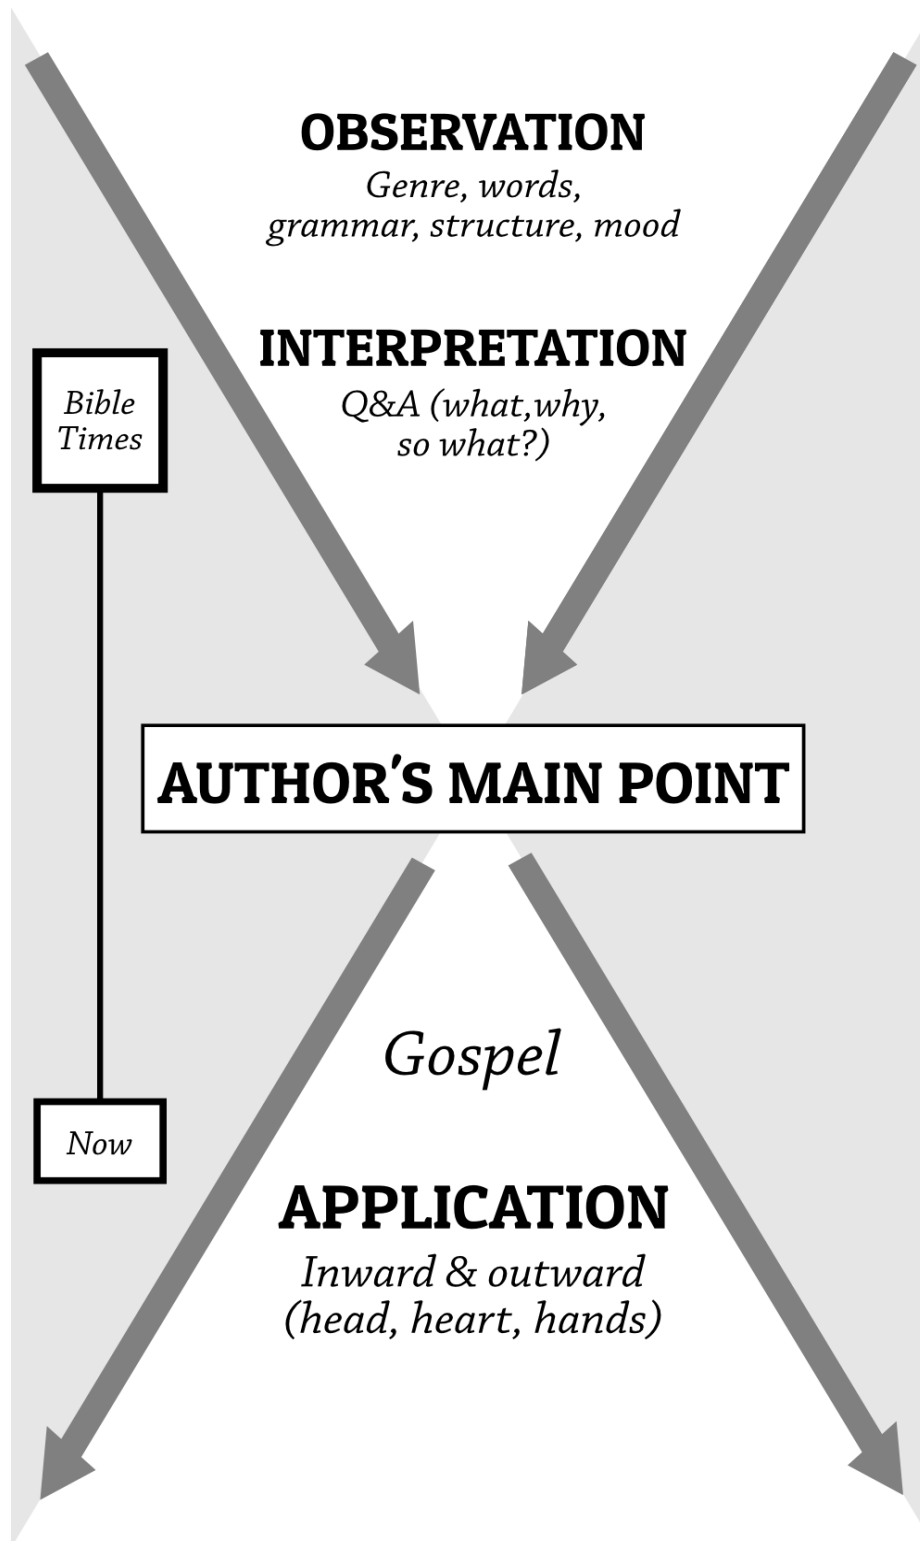 OBSERVATION
Genre, words,
grammar, structure, mood
INTERPRETATION
Q&A (what,why,
so what?)
Bible
Times
AUTHOR'S MAIN POINT
Gospel
Now
APPLICATION
Inward & outward
(head, heart, hands)